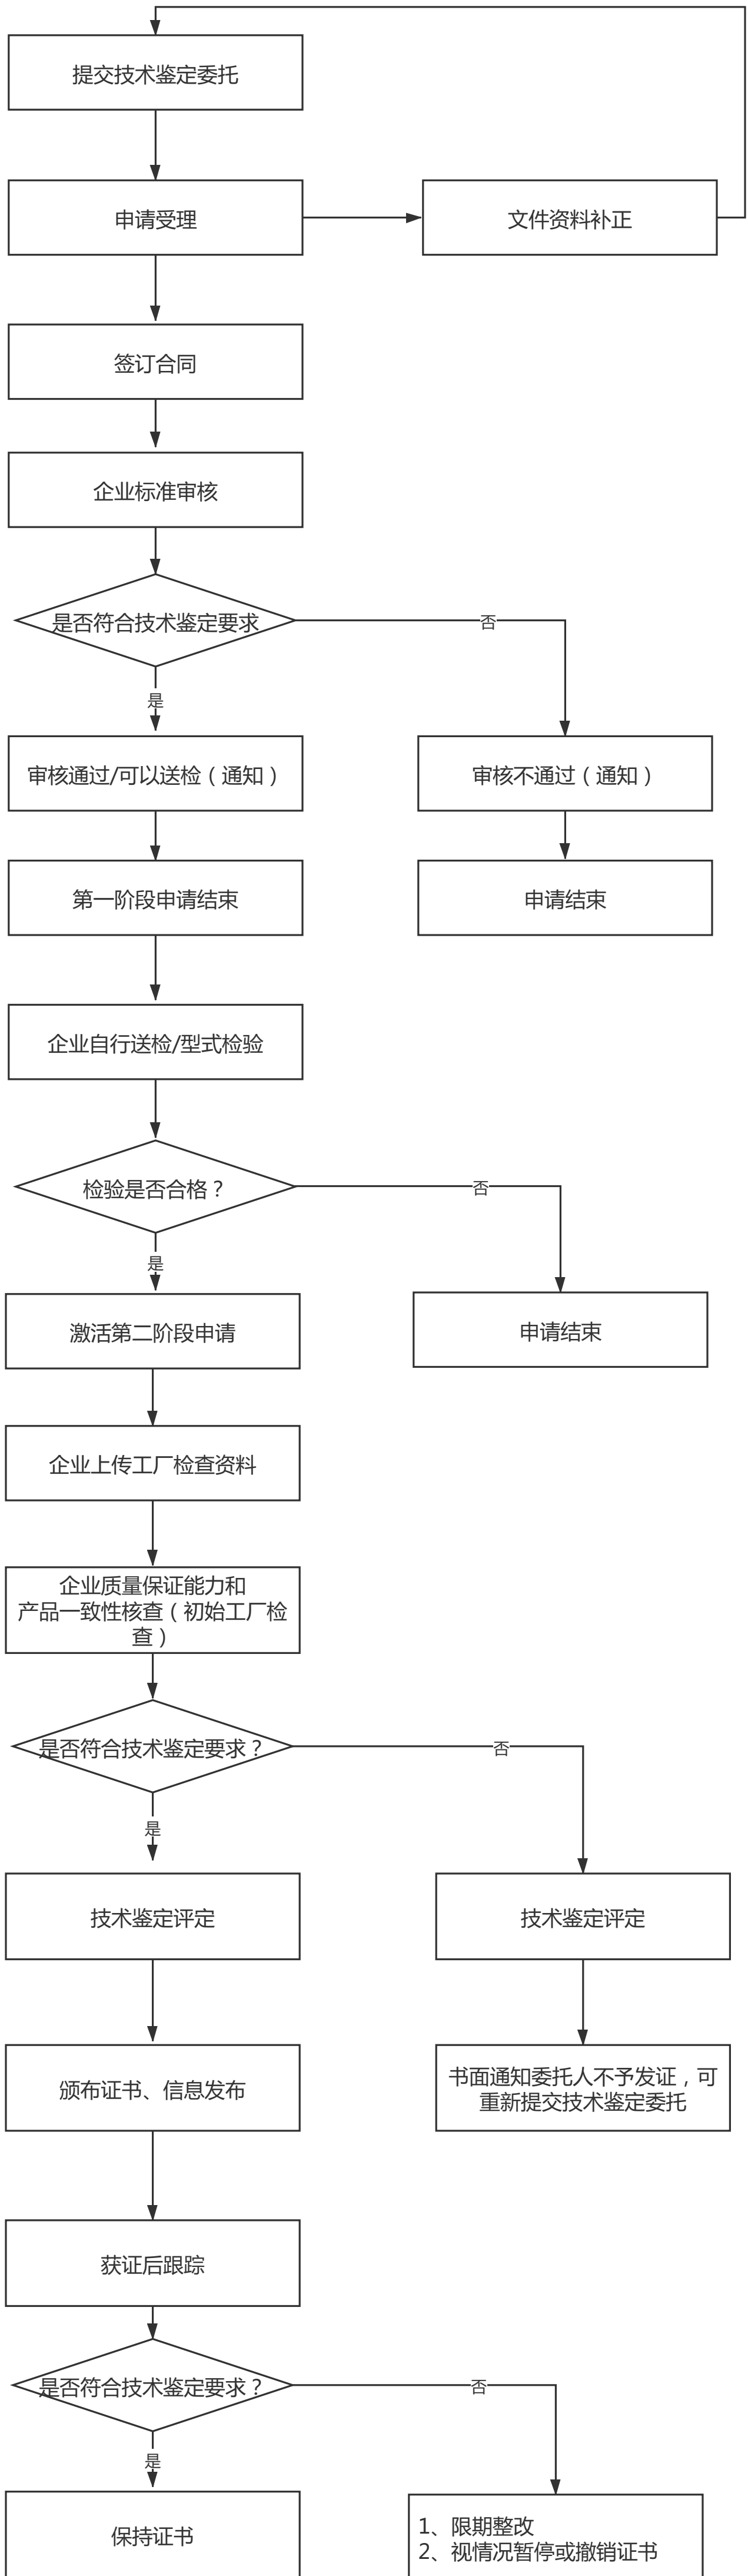 提交技术鉴定委托
申请受理
文件资料补正
签订合同
企业标准审核
是否符合技术鉴定要求
否
是
审核通过/可以送检（通知）
审核不通过（通知）
第一阶段申请结束
申请结束
企业自行送检/型式检验
检验是否合格？
否
是
激活第二阶段申请
申请结束
企业上传工厂检查资料
企业质量保证能力和
产品一致性核查（初始工厂检
查）
是否符合技术鉴定要求？
否
是
技术鉴定评定
技术鉴定评定
颁布证书、信息发布
书面通知委托人不予发证，可
重新提交技术鉴定委托
获证后跟踪
是否符合技术鉴定要求？
否
是
保持证书
1、限期整改
2、视情况暂停或撤销证书